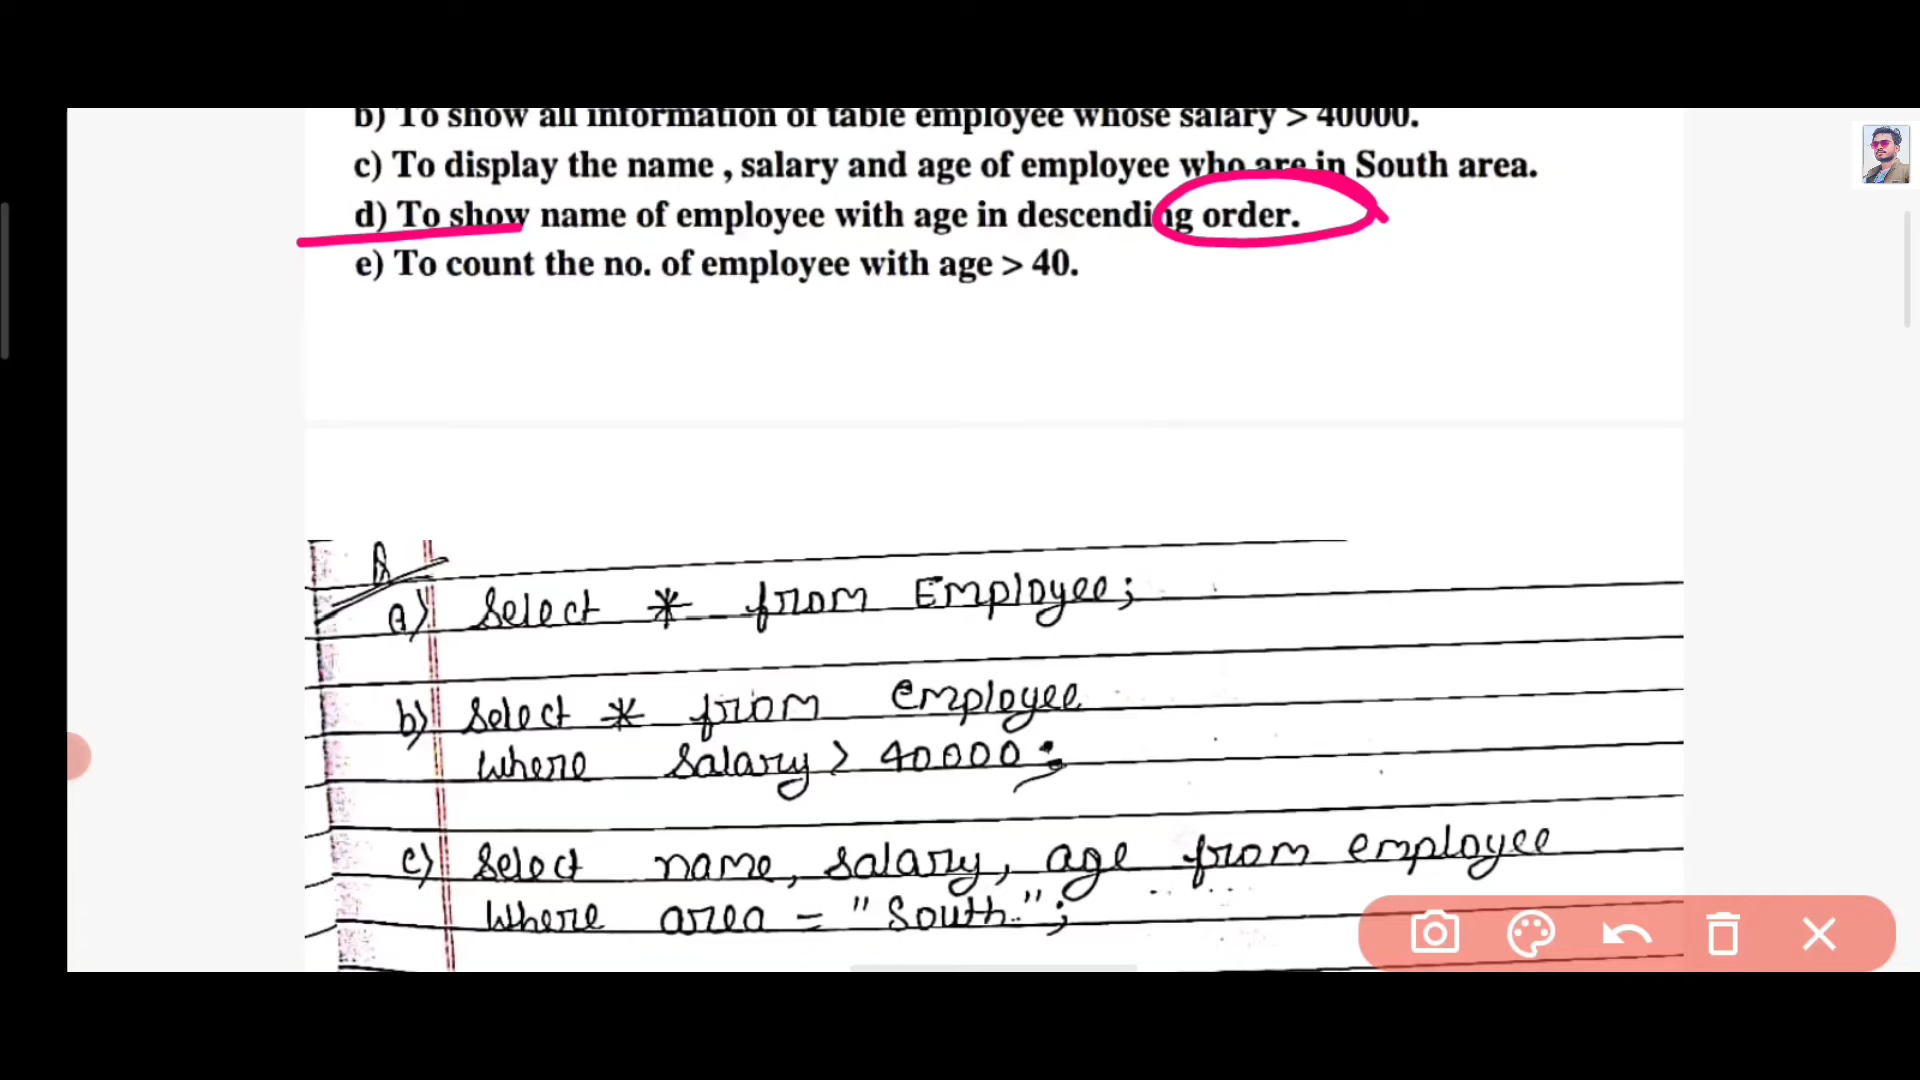 b) To show all information of table employee whose salary > 40000.
c) To display the name , salary and age of employee who are in South area.
d) To show name of employee with age in descending order.
e) To count the no. of employee with age > 40.
A
a) Select * from Employee;
b) Select * from employee
Where salary > 40000;
c) Select name, salary, age from employee
Where area = "South";